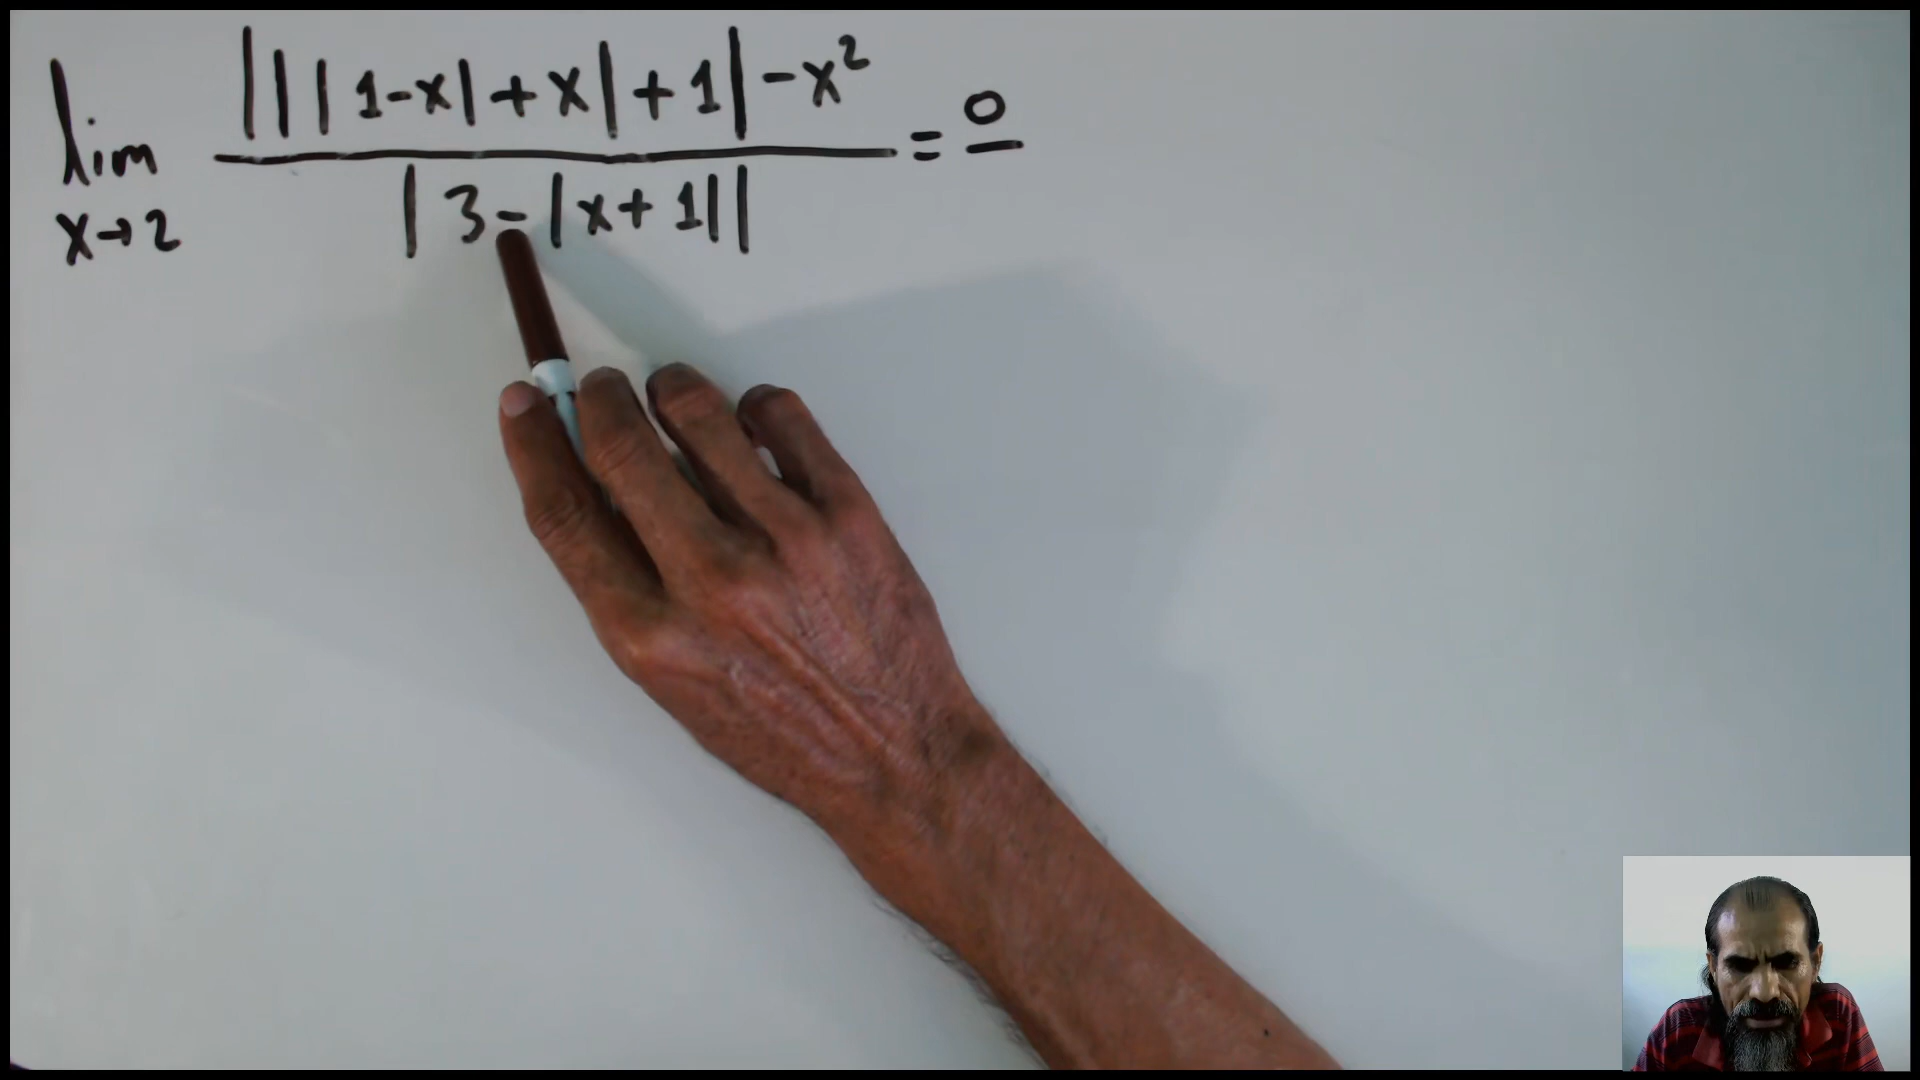 lim x→2 |||1-x|+x|+1|-x² / |3-|x+1|| = 0/